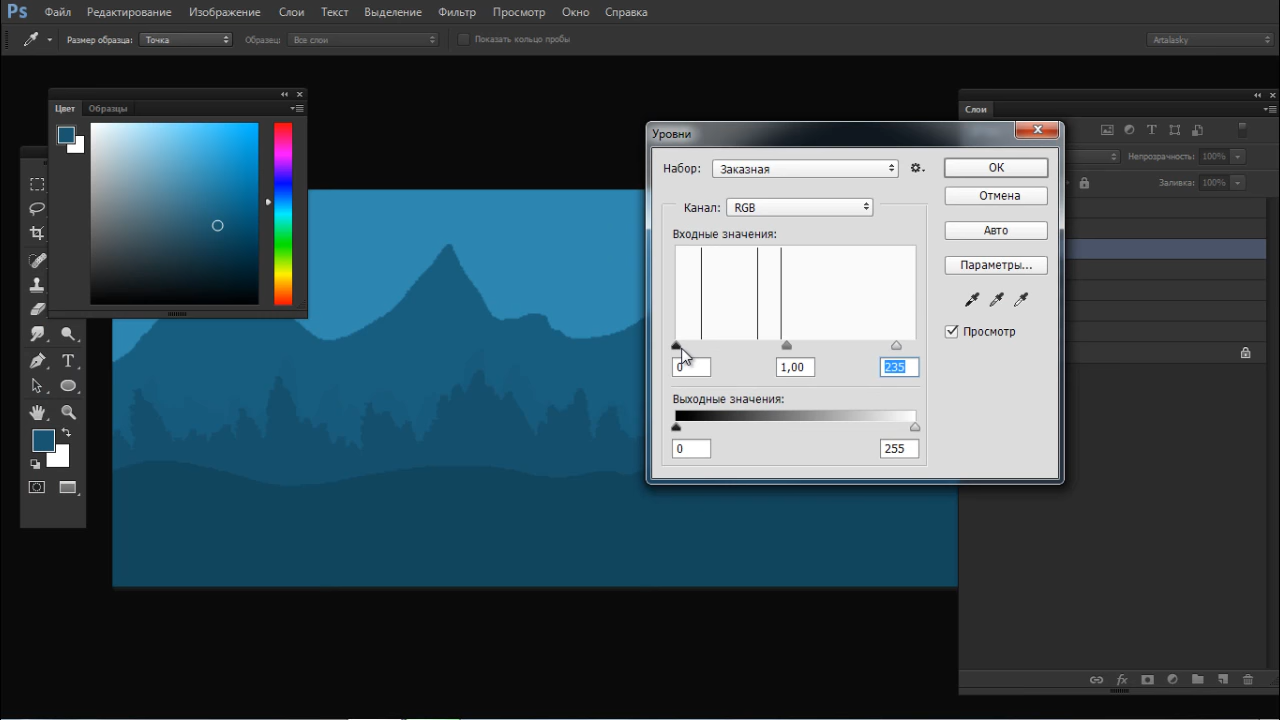 Ps Файл Редактирование Изображение Слои Текст Выделение Фильтр Просмотр Окно Справка
Размер образца: Точка Образец: Все слои Показать кольцо пробы Artalasky
Цвет Образцы
Слои
Уровни
Набор: Заказная
OK
Непрозрачность: 100%
Заливка: 100%
Отмена
Канал: RGB
Авто
Входные значения:
Параметры...
Просмотр
0 1,00 235
Выходные значения:
0 255
T
fx